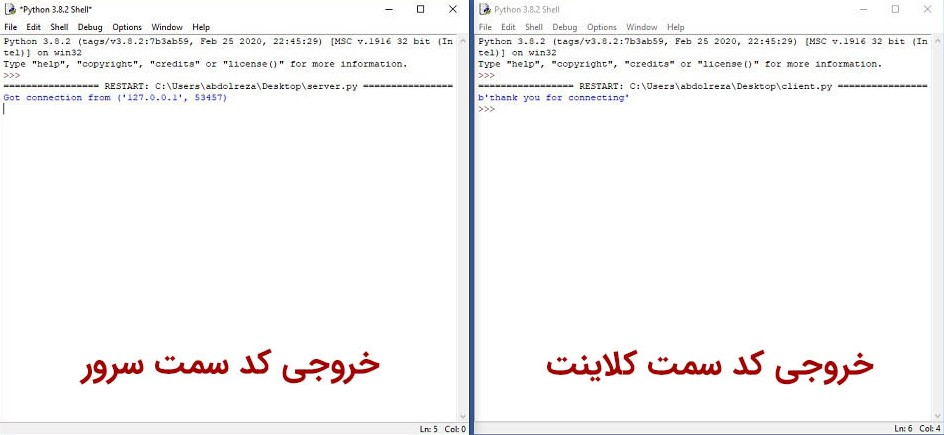 *Python 3.8.2 Shell*
File Edit Shell Debug Options Window Help
Python 3.8.2 (tags/v3.8.2:7b3ab59, Feb 25 2020, 22:45:29) [MSC v.1916 32 bit (In
tel)] on win32
Type "help", "copyright", "credits" or "license()" for more information.
>>>
================= RESTART: C:\Users\abdolreza\Desktop\server.py ================
Got connection from ('127.0.0.1', 53457)
خروجی کد سمت سرور
Ln: 5 Col: 0
Python 3.8.2 Shell
File Edit Shell Debug Options Window Help
Python 3.8.2 (tags/v3.8.2:7b3ab59, Feb 25 2020, 22:45:29) [MSC v.1916 32 bit (In
tel)] on win32
Type "help", "copyright", "credits" or "license()" for more information.
>>>
================= RESTART: C:\Users\abdolreza\Desktop\client.py ================
b'thank you for connecting'
>>>
خروجی کد سمت کلاینت
Ln: 6 Col: 4